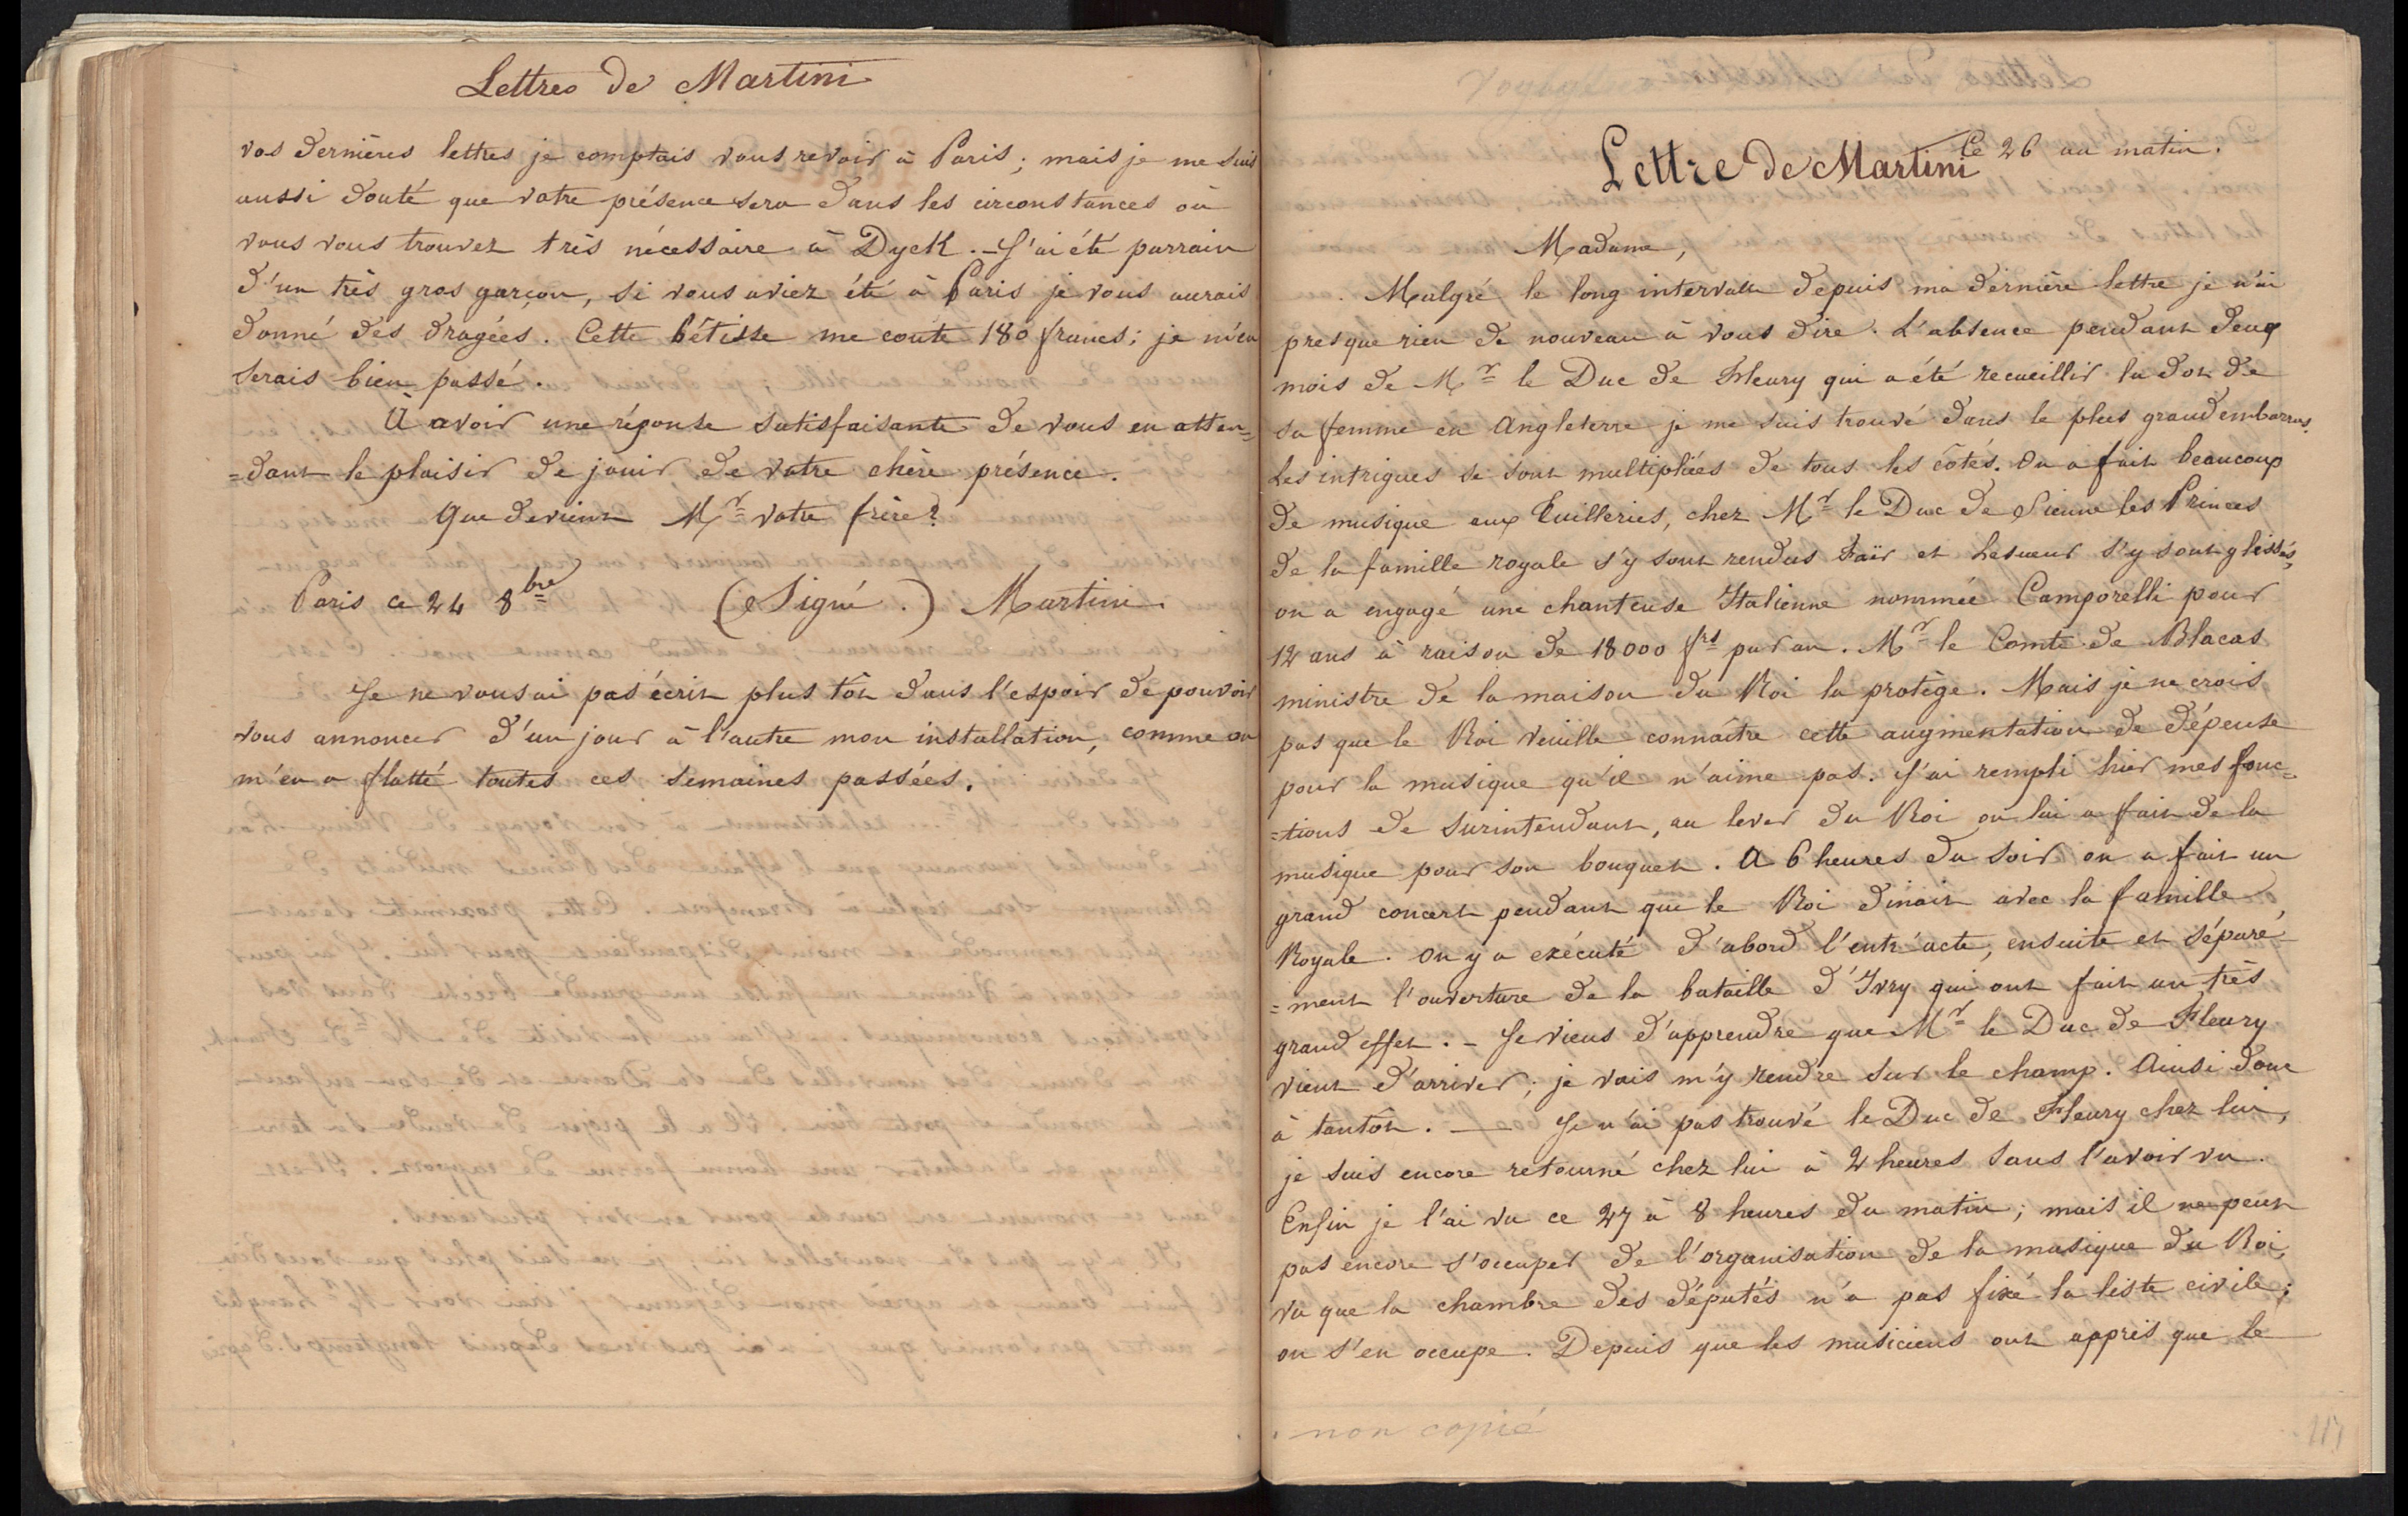 Lettres de Martini
vos dernières lettres je comptais vous revoir à Paris; mais je me suis
aussi douté que votre présence sera dans les circonstances où
vous vous trouvez très nécessaire à Dyck. – J'ai été parrain
d'un très gros garçon, si vous aviez été à Paris je vous aurais
donné des dragées. Cette bêtisse me coute 180 francs; je m'en
serais bien passé.
A avoir une réponse satisfaisante de vous en atten-
=dant le plaisir de jouir de votre chère présence.
Que devient Mr votre frère?
Paris ce 24 8bre (Signé.) Martini.
Je ne vous ai pas écrit plus tôt dans l'espoir de pouvoir
vous annoncer d'un jour à l'autre mon installation, comme on
m'en a flatté toutes ces semaines passées.
Ce 26 au matin.
Lettre de Martini
Madame,
Malgré le long intervalle depuis ma dernière lettre je n'ai
presque rien de nouveau à vous dire. L'absence pendant deux
mois de Mr le Duc de Fleury qui a été recueillir la dot de
sa femme en Angleterre je me suis trouvé dans le plus grand embarras.
Les intrigues se sont multipliées de tous les côtés. On a fait beaucoup
de musique aux Tuilleries, chez Mr le Duc de Pienne les Princes
de la famille royale s'y sont rendus Païr et Lesueur s'y sont glissés,
on a engagé une chanteuse Italienne nommée Camporelli pour
12 ans à raison de 18000 frs par an. Mr le Comte de Blacas
ministre de la maison du Roi la protège. Mais je ne crois
pas que le Roi veuille connaître cette augmentation de dépense
pour la musique qu'il n'aime pas. J'ai rempli hier mes fonc-
=tions de surintendant, au lever du Roi on lui a fait de la
musique pour son bouquet. A 6 heures du soir on a fait un
grand concert pendant que le Roi dinait avec la famille
Royale. On y a exécuté d'abord l'entr'acte, ensuite et séparé-
=ment l'ouverture de la bataille d'Ivry qui ont fait un très
grand effet. – Je viens d'apprendre que Mr le Duc de Fleury
vient d'arriver; je vais m'y rendre sur le champ. Ainsi donc
à tantôt. — Je n'ai pas trouvé le Duc de Fleury chez lui,
je suis encore retourné chez lui à 2 heures sans l'avoir vu.
Enfin je l'ai vu ce 27 à 8 heures du matin; mais il ne peut
pas encore s'occuper de l'organisation de la musique du Roi,
vu que la chambre des députés n'a pas fixé la liste civile;
on s'en occupe. Depuis que les musiciens ont appris que le
non copié
117